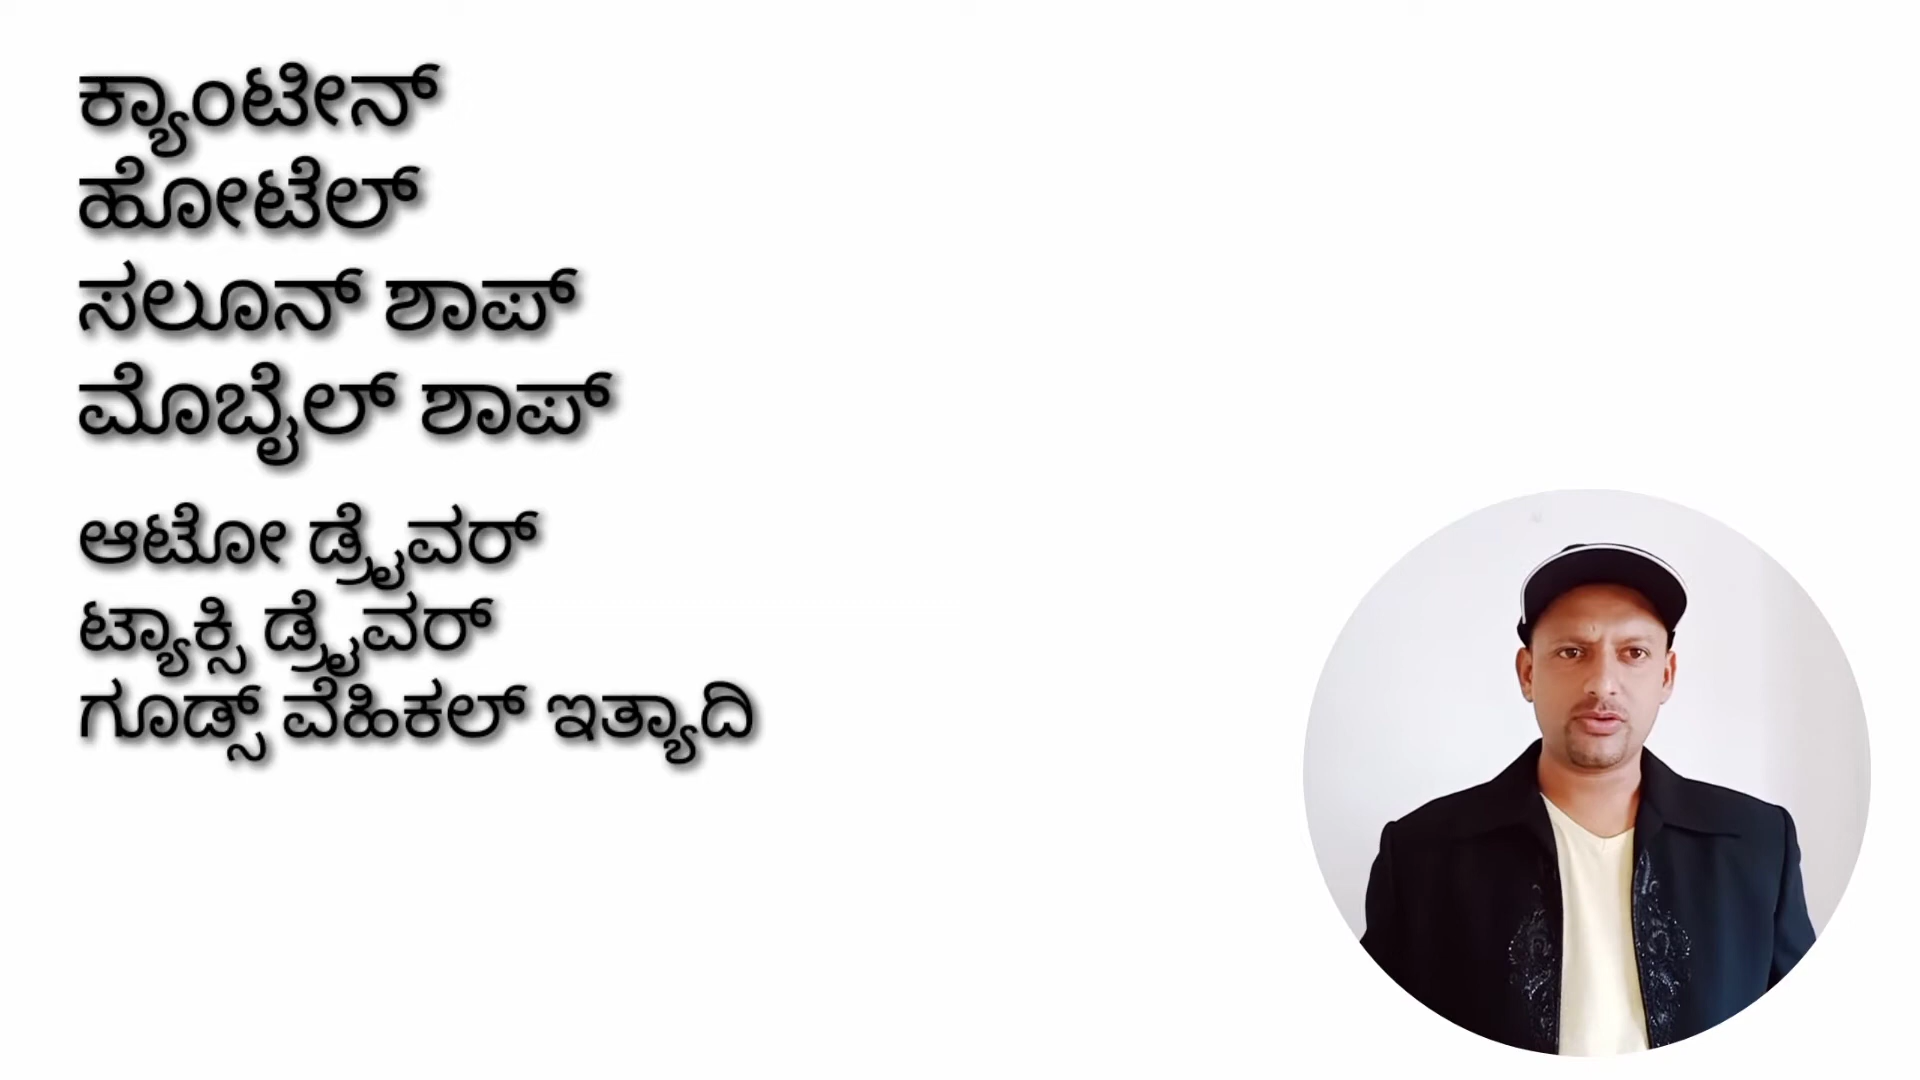 ಕ್ಯಾಂಟೀನ್
ಹೋಟೆಲ್
ಸಲೂನ್ ಶಾಪ್
ಮೊಬೈಲ್ ಶಾಪ್
ಆಟೋ ಡ್ರೈವರ್
ಟ್ಯಾಕ್ಸಿ ಡ್ರೈವರ್
ಗೂಡ್ಸ್ ವೆಹಿಕಲ್ ಇತ್ಯಾದಿ